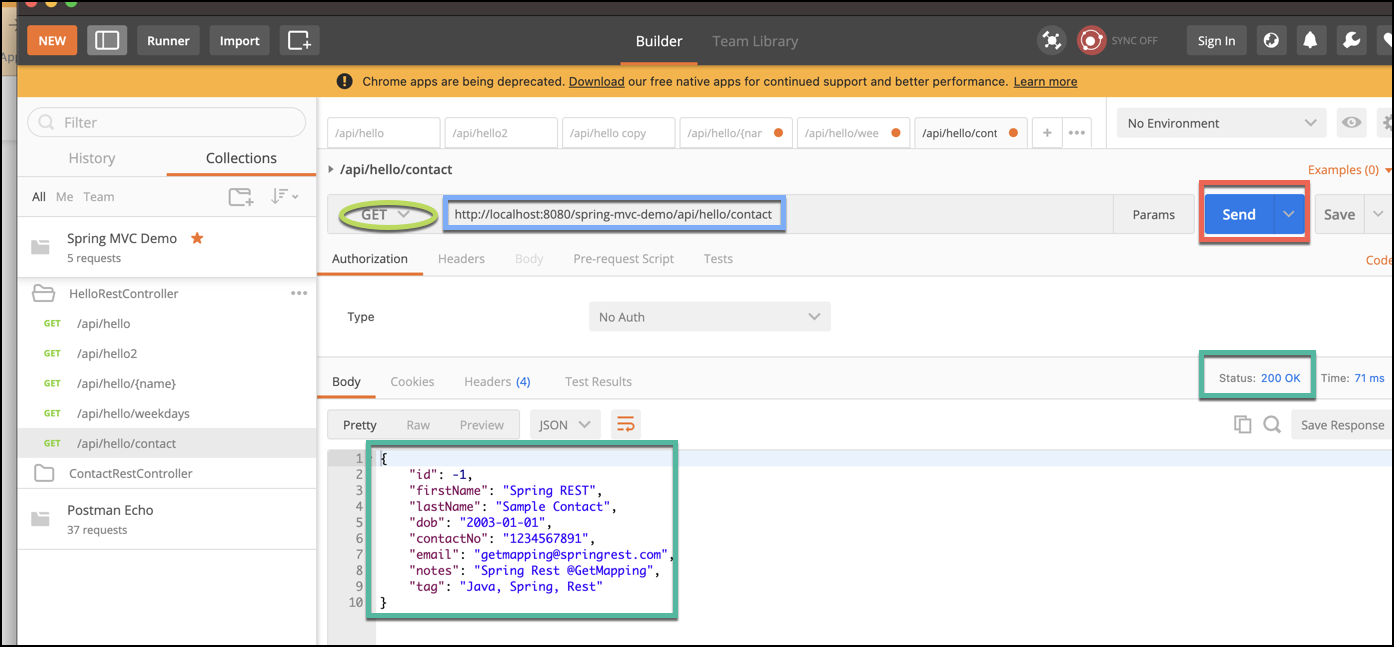 NEW
Runner
Import
Builder
Team Library
SYNC OFF
Sign In
App
Chrome apps are being deprecated. Download our free native apps for continued support and better performance. Learn more
Filter
History
Collections
All Me Team
Spring MVC Demo
5 requests
HelloRestController
GET /api/hello
GET /api/hello2
GET /api/hello/{name}
GET /api/hello/weekdays
GET /api/hello/contact
ContactRestController
Postman Echo
37 requests
/api/hello
/api/hello2
/api/hello copy
/api/hello/{nar
/api/hello/wee
/api/hello/cont
No Environment
/api/hello/contact
Examples (0)
GET
http://localhost:8080/spring-mvc-demo/api/hello/contact
Params
Send
Save
Authorization
Headers
Body
Pre-request Script
Tests
Code
Type
No Auth
Body
Cookies
Headers (4)
Test Results
Status: 200 OK
Time: 71 ms
Pretty
Raw
Preview
JSON
Save Response
1 {
2 "id": -1,
3 "firstName": "Spring REST",
4 "lastName": "Sample Contact",
5 "dob": "2003-01-01",
6 "contactNo": "1234567891",
7 "email": "getmapping@springrest.com",
8 "notes": "Spring Rest @GetMapping",
9 "tag": "Java, Spring, Rest"
10 }